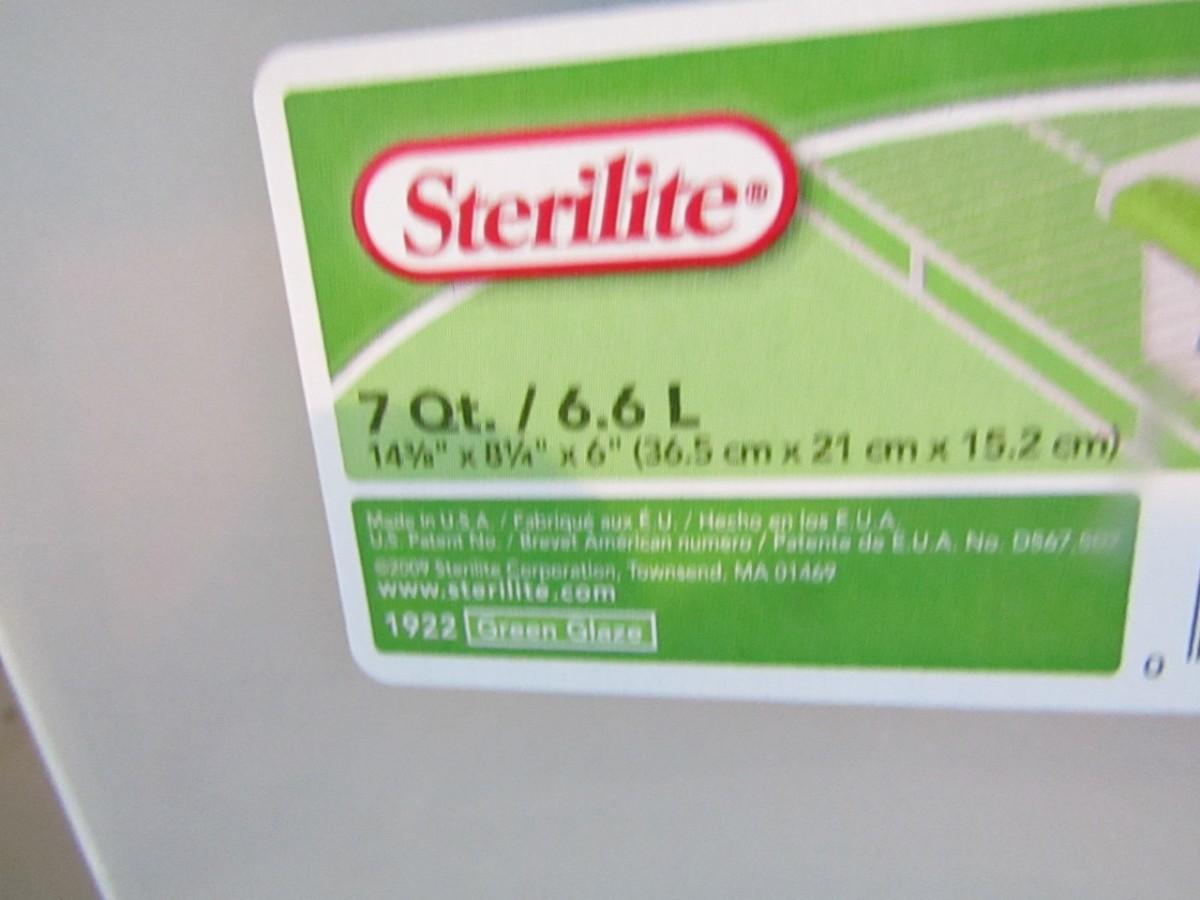 Sterilite®
7 Qt. / 6.6 L
14⅜" x 8¼" x 6" (36.5 cm x 21 cm x 15.2 cm)
Made in U.S.A. / Fabriqué aux É.U. / Hecho en los E.U.A.
U.S. Patent No. / Brevet Américan numéro / Patente de E.U.A. No.
©2009 Sterilite Corporation, Townsend, MA 01469
www.sterilite.com
1922 Green Glaze
0